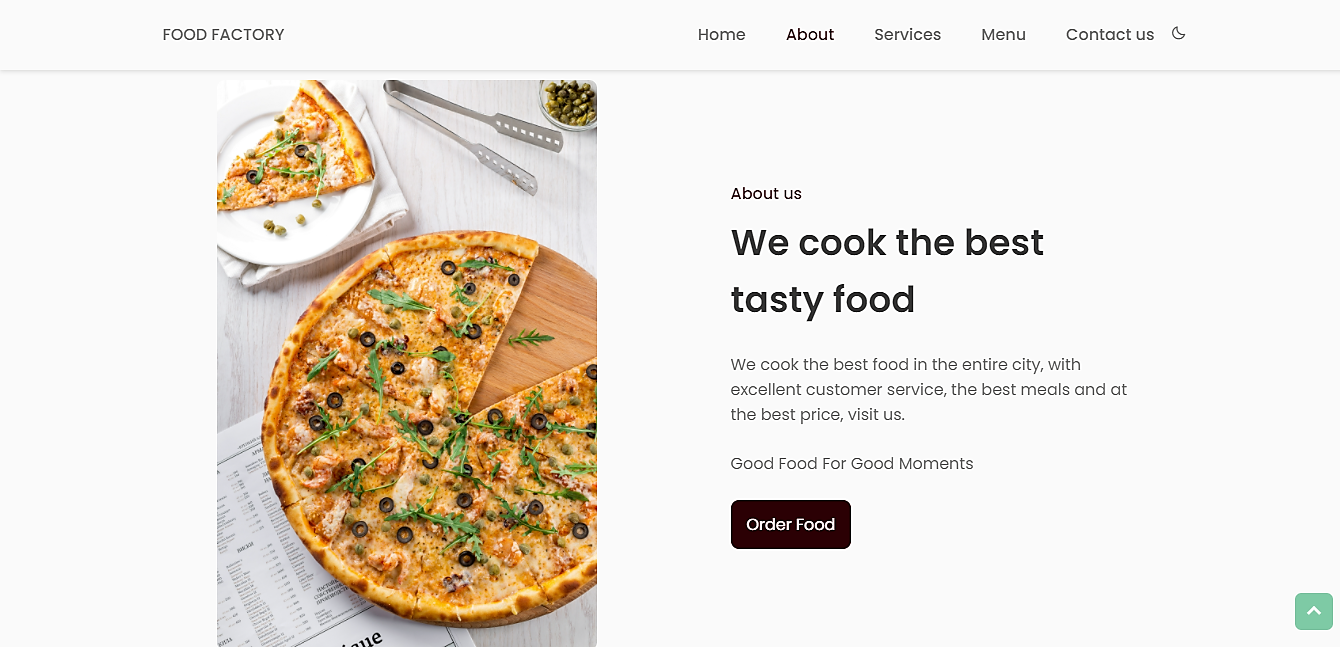 FOOD FACTORY
Home About Services Menu Contact us
About us
We cook the best
tasty food
We cook the best food in the entire city, with
excellent customer service, the best meals and at
the best price, visit us.
Good Food For Good Moments
Order Food